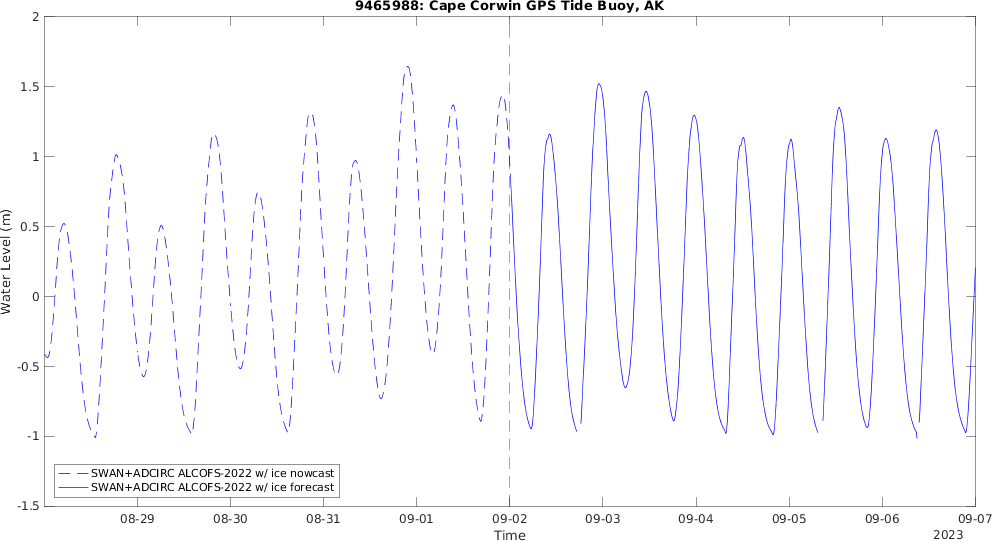 9465988: Cape Corwin GPS Tide Buoy, AK
2
1.5
1
0.5
0
-0.5
-1
-1.5
Water Level (m)
SWAN+ADCIRC ALCOFS-2022 w/ ice nowcast
SWAN+ADCIRC ALCOFS-2022 w/ ice forecast
08-29 08-30 08-31 09-01 09-02 09-03 09-04 09-05 09-06 09-07
Time
2023